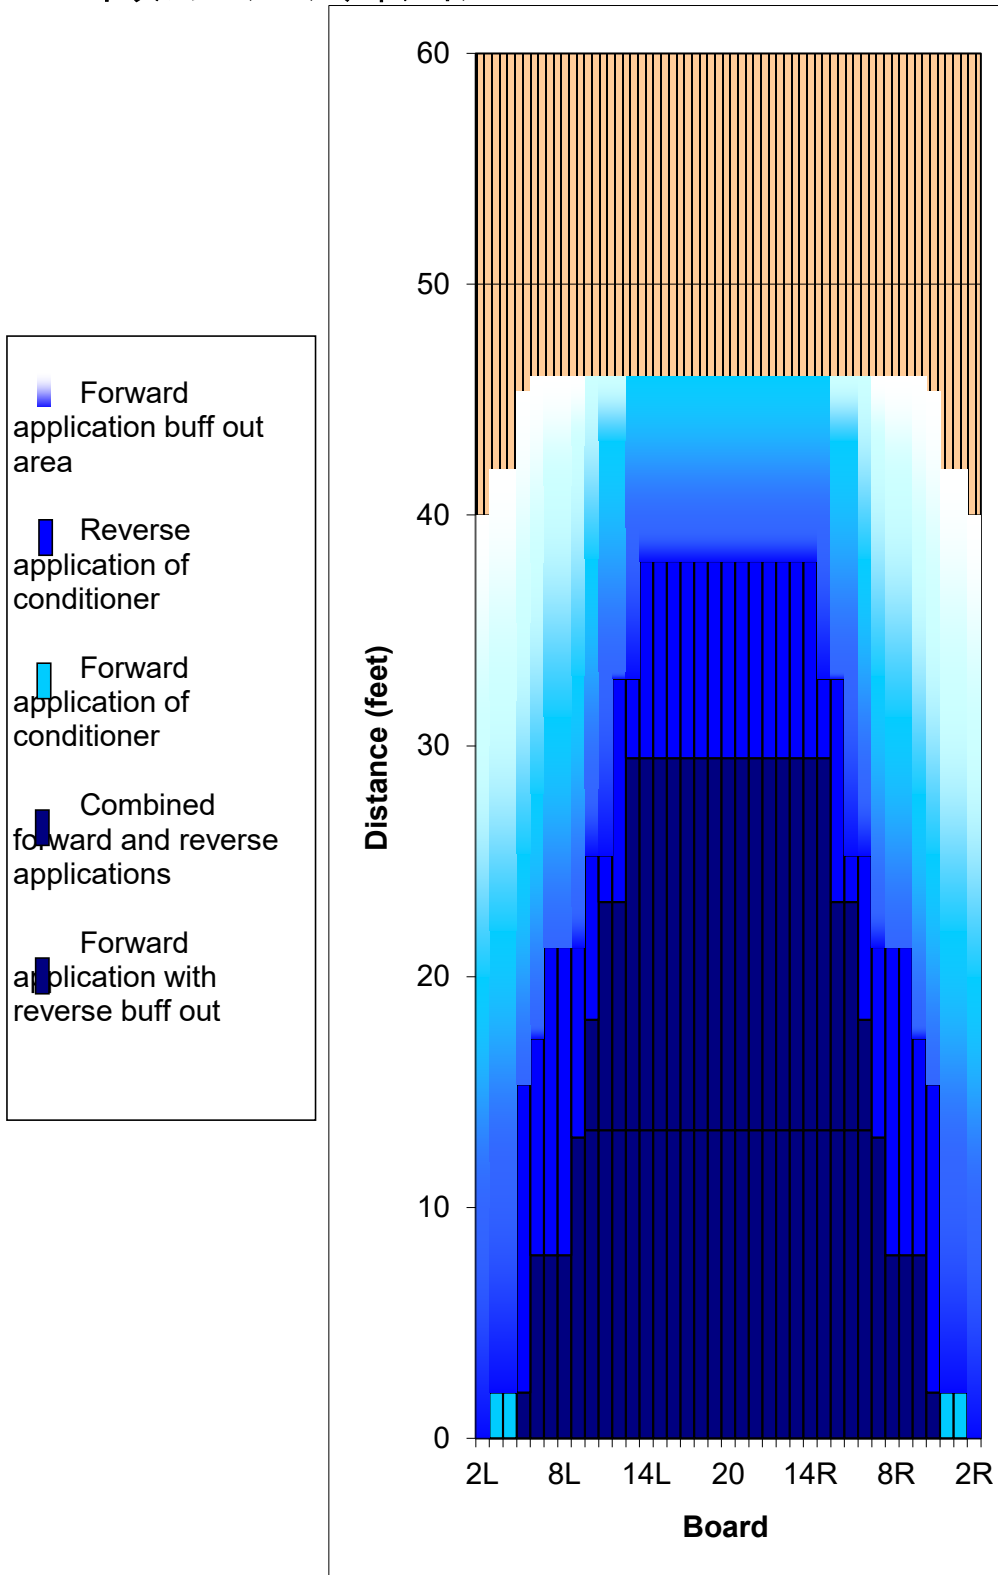 Forward
application buff out
area
Reverse
application of
conditioner
Forward
application of
conditioner
Combined
forward and reverse
applications
Forward
application with
reverse buff out
Distance (feet)
60
50
40
30
20
10
0
2L 8L 14L 20 14R 8R 2R
Board